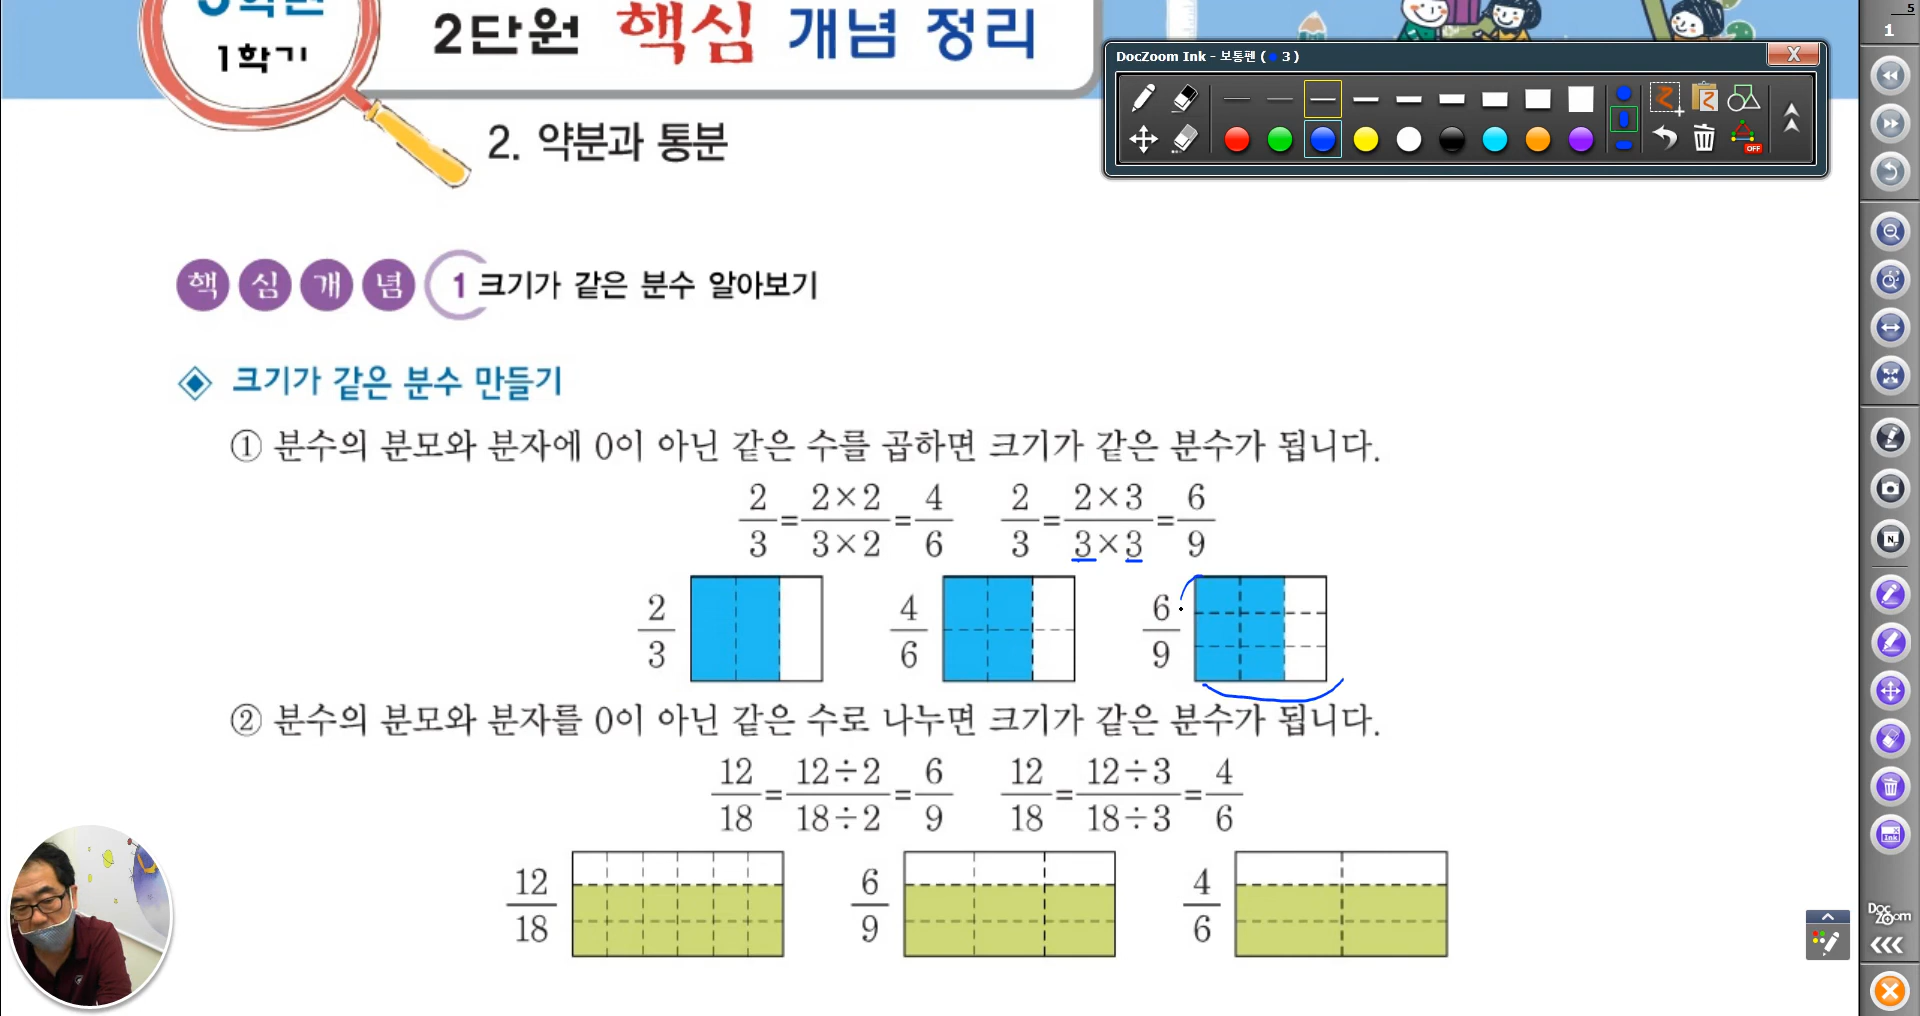 1학기
2단원 핵심 개념 정리
DocZoom Ink - 보통펜 ( 3 )
X
OFF
5
1
2. 약분과 통분
핵심개념 1 크기가 같은 분수 알아보기
크기가 같은 분수 만들기
① 분수의 분모와 분자에 0이 아닌 같은 수를 곱하면 크기가 같은 분수가 됩니다.
2/3=2×2/3×2=4/6 2/3=2×3/3×3=6/9
2/3 4/6 6/9
② 분수의 분모와 분자를 0이 아닌 같은 수로 나누면 크기가 같은 분수가 됩니다.
12/18=12÷2/18÷2=6/9 12/18=12÷3/18÷3=4/6
12/18 6/9 4/6
N
Ink
DocZoom